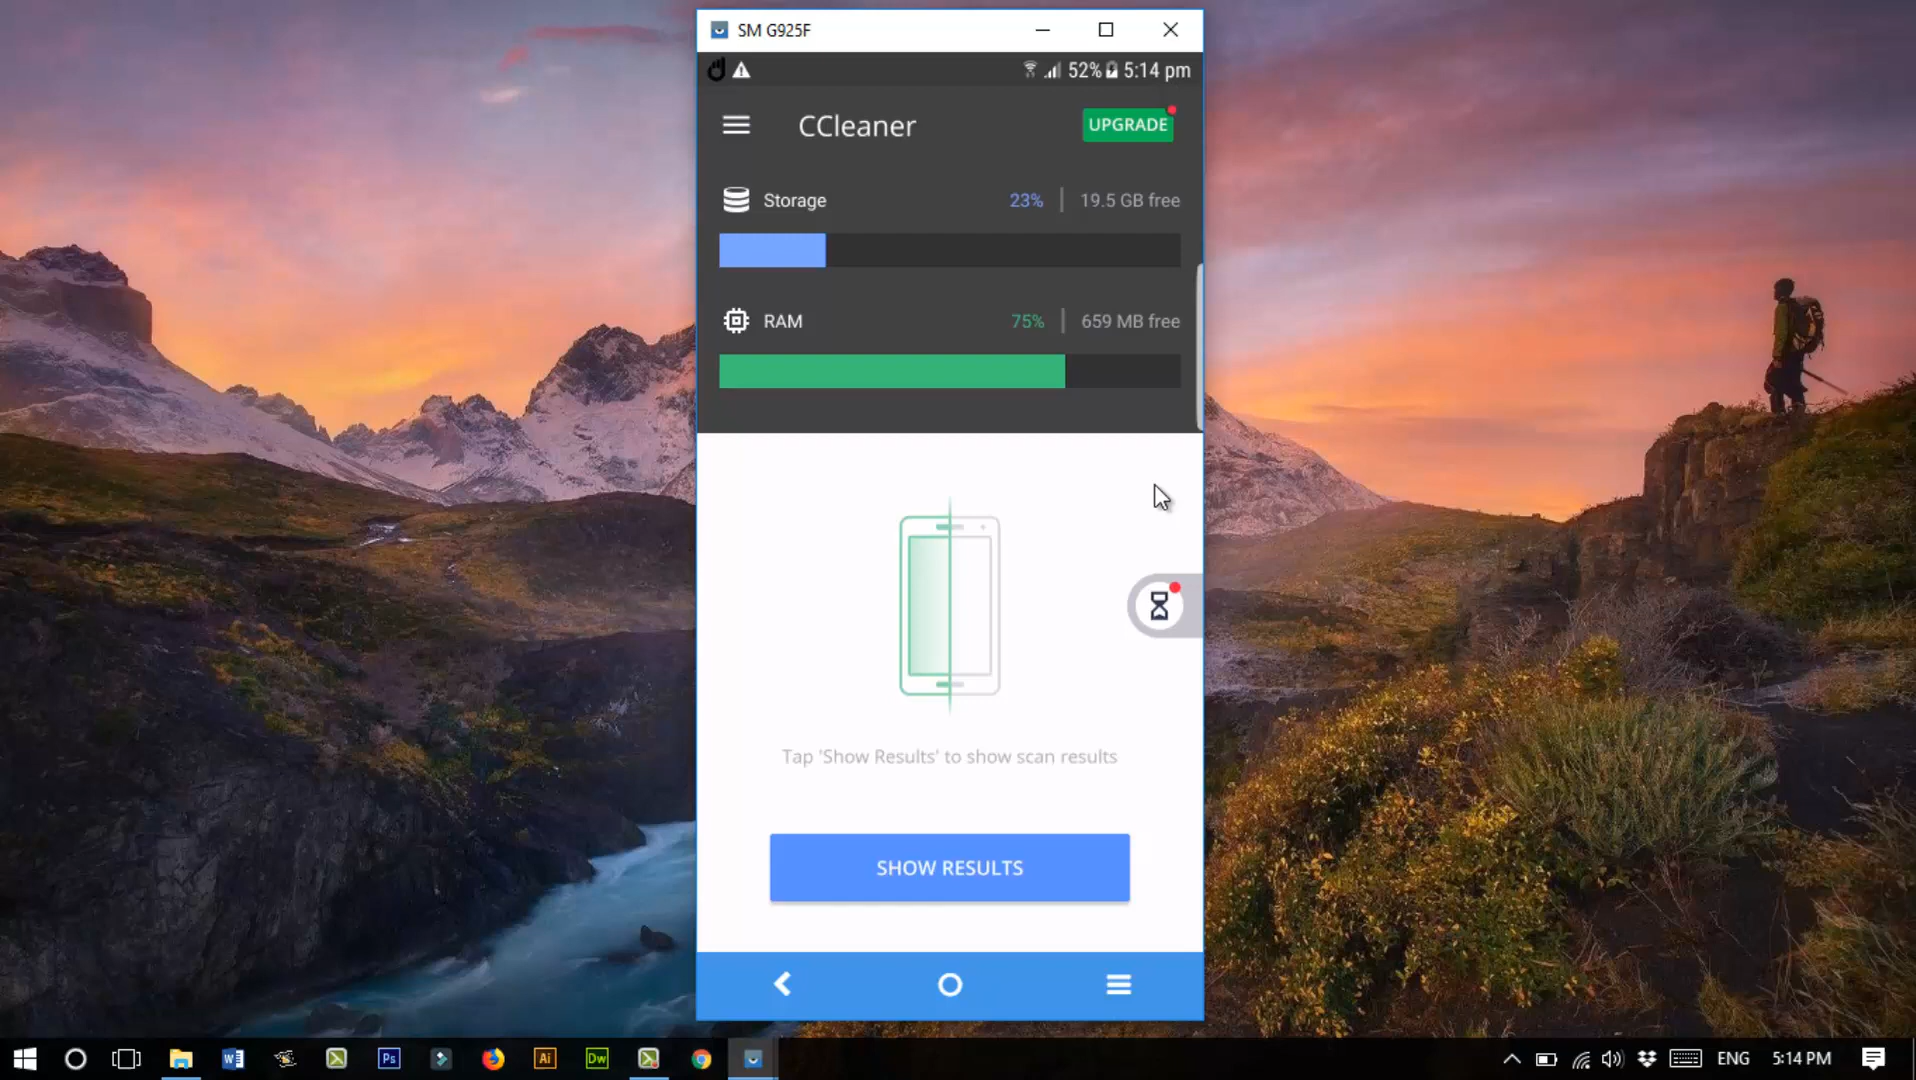 SM G925F
52% 5:14 pm
CCleaner
UPGRADE
Storage 23% 19.5 GB free
RAM 75% 659 MB free
Tap 'Show Results' to show scan results
SHOW RESULTS
W Ps Ai Dw ENG 5:14 PM